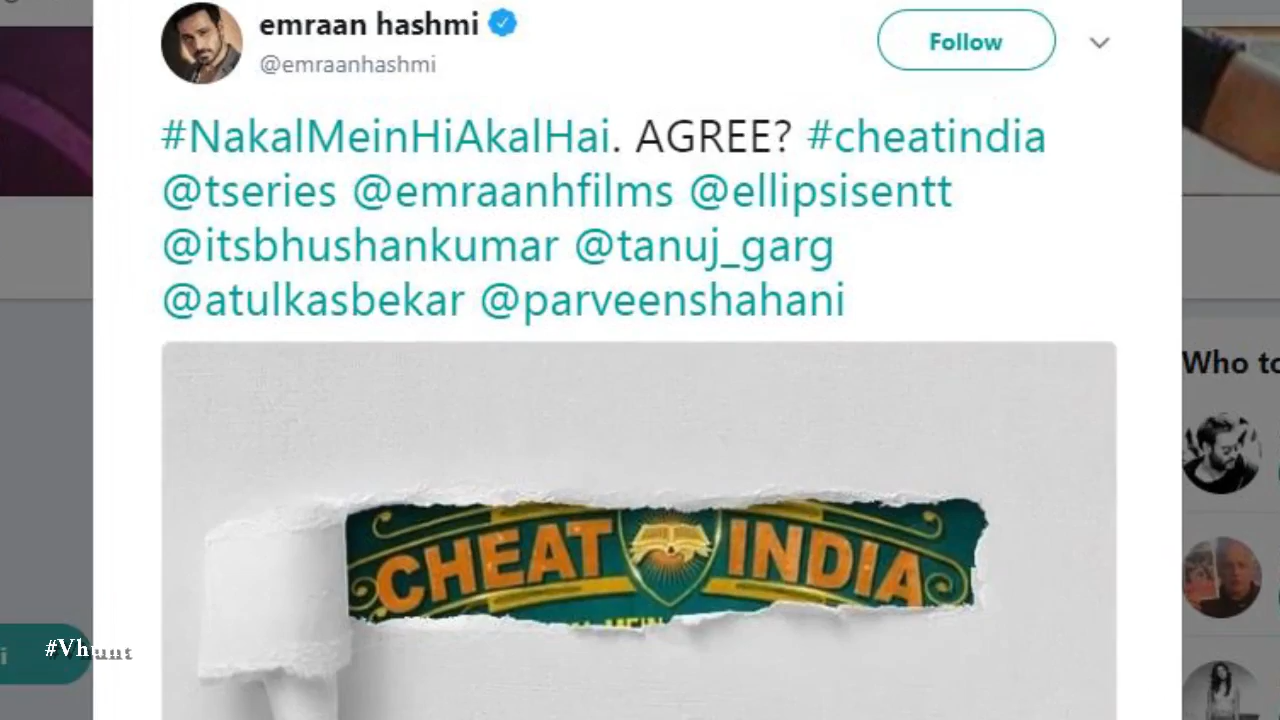 emraan hashmi
@emraanhashmi
Follow
#NakalMeinHiAkalHai. AGREE? #cheatindia
@tseries @emraanhfilms @ellipsisentt
@itsbhushankumar @tanuj_garg
@atulkasbekar @parveenshahani
Who to
CHEAT INDIA
MEIN
#Vhunt